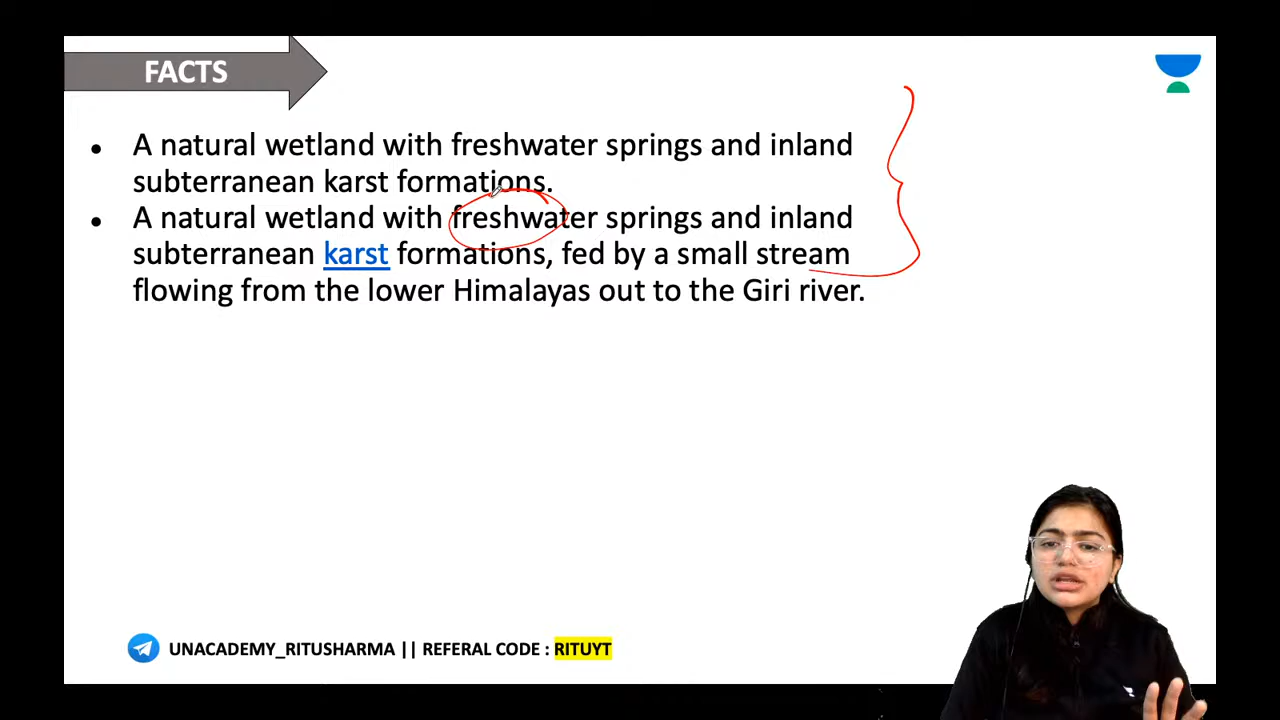 FACTS
● A natural wetland with freshwater springs and inland
subterranean karst formations.
● A natural wetland with freshwater springs and inland
subterranean karst formations, fed by a small stream
flowing from the lower Himalayas out to the Giri river.
UNACADEMY_RITUSHARMA || REFERAL CODE : RITUYT